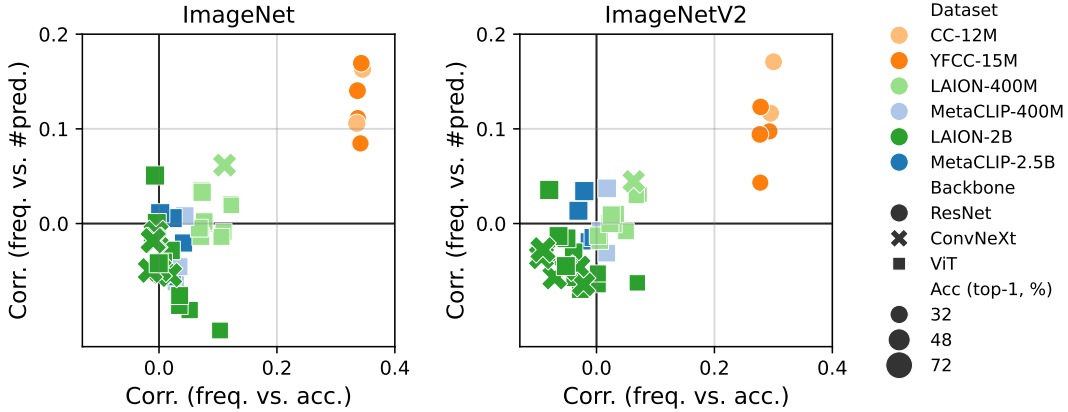 ImageNet
0.2
0.1
0.0
0.0
0.2
0.4
Corr. (freq. vs. #pred.)
Corr. (freq. vs. acc.)
ImageNetV2
0.2
0.1
0.0
0.0
0.2
0.4
Corr. (freq. vs. #pred.)
Corr. (freq. vs. acc.)
Dataset
CC-12M
YFCC-15M
LAION-400M
MetaCLIP-400M
LAION-2B
MetaCLIP-2.5B
Backbone
ResNet
ConvNeXt
ViT
Acc (top-1, %)
32
48
72